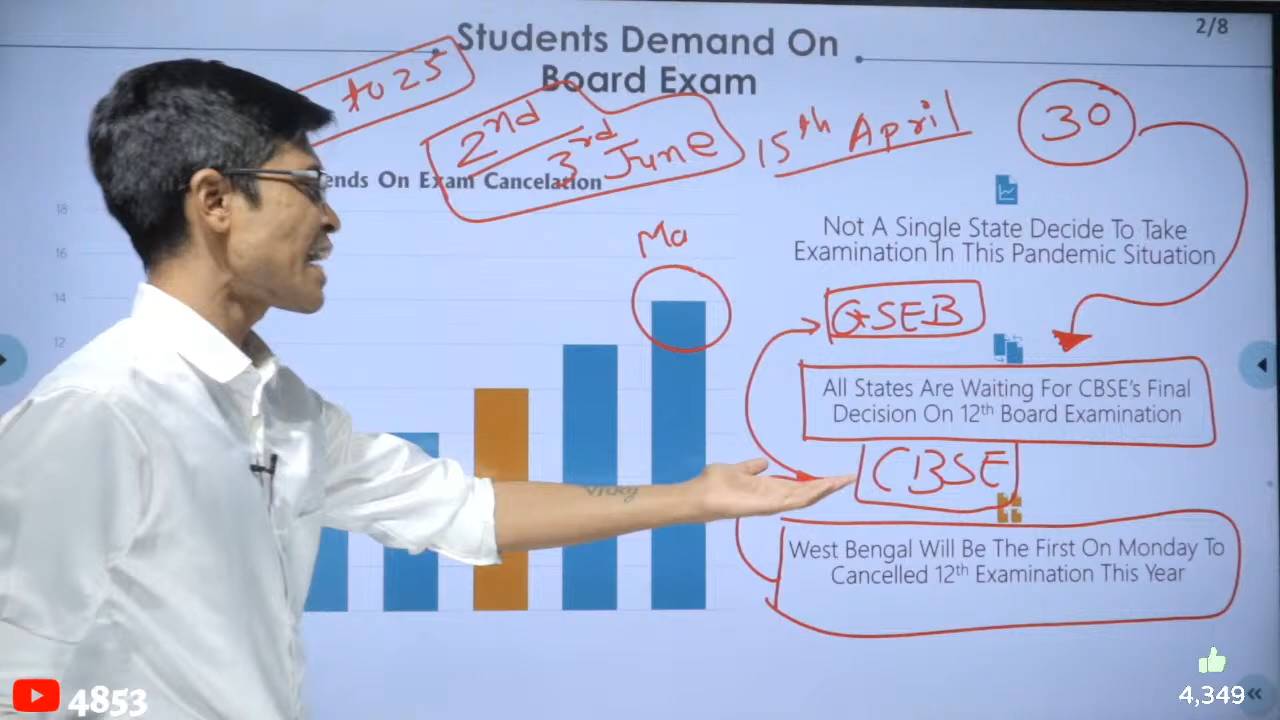 2/8
Students Demand On
Board Exam
to 25
2nd
3rd June
15th April
30
ends On Exam Cancelation
18
16
14
12
Ma
Not A Single State Decide To Take
Examination In This Pandemic Situation
GSEB
All States Are Waiting For CBSE's Final
Decision On 12th Board Examination
CBSE
Vicky
West Bengal Will Be The First On Monday To
Cancelled 12th Examination This Year
4853
4,349